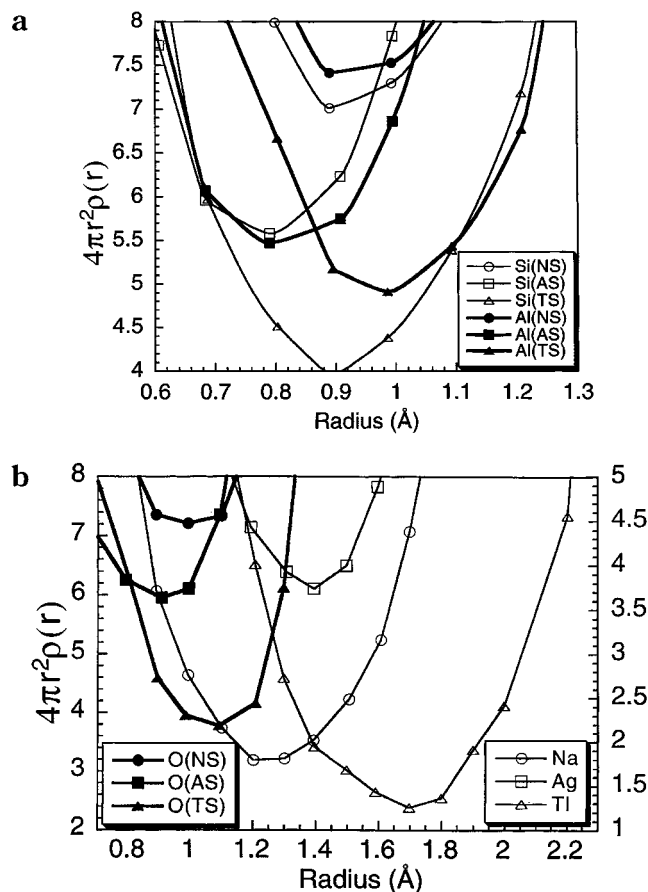 a
8
7.5
7
6.5
6
5.5
5
4.5
4
4πr²ρ(r)
Si(NS)
Si(AS)
Si(TS)
Al(NS)
Al(AS)
Al(TS)
0.6 0.7 0.8 0.9 1 1.1 1.2 1.3
Radius (Å)
b
8
7
6
5
4
3
2
4πr²ρ(r)
5
4.5
4
3.5
3
2.5
2
1.5
1
O(NS)
O(AS)
O(TS)
Na
Ag
Tl
0.8 1 1.2 1.4 1.6 1.8 2 2.2
Radius (Å)